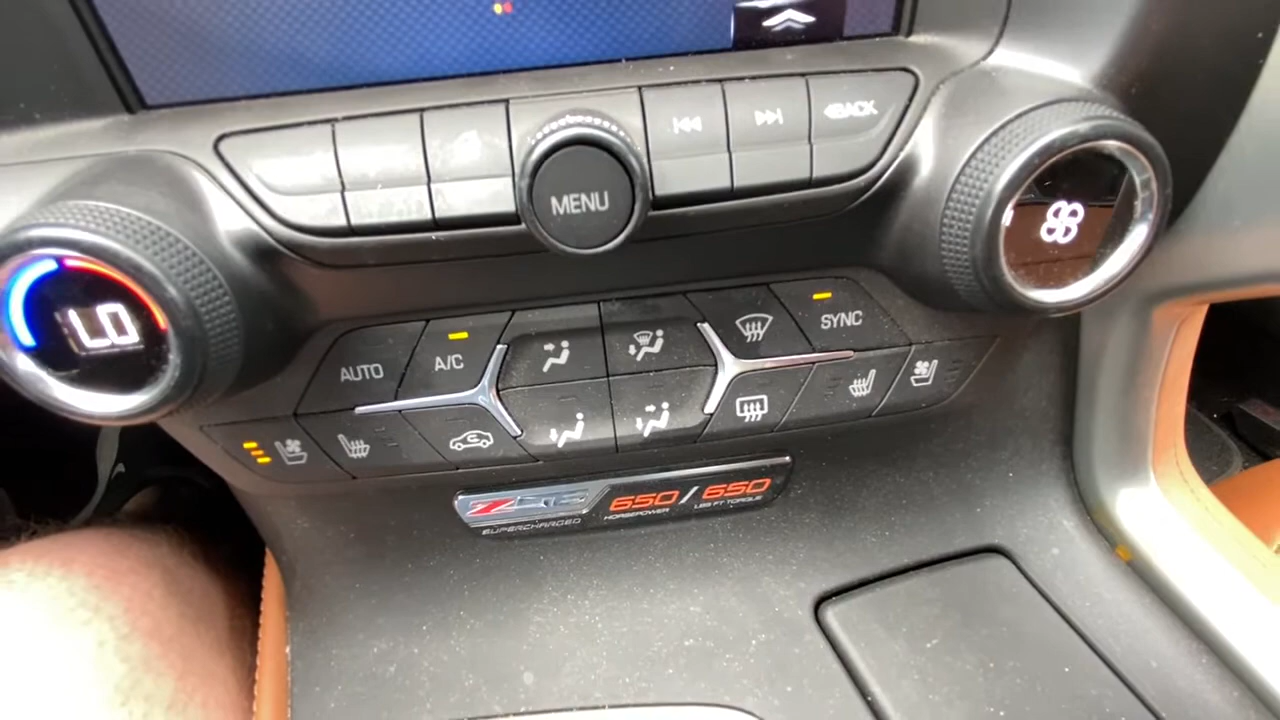 BACK
MENU
LO
AUTO
A/C
SYNC
Z06
SUPERCHARGED
650/650
HORSEPOWER
LBS FT TORQUE